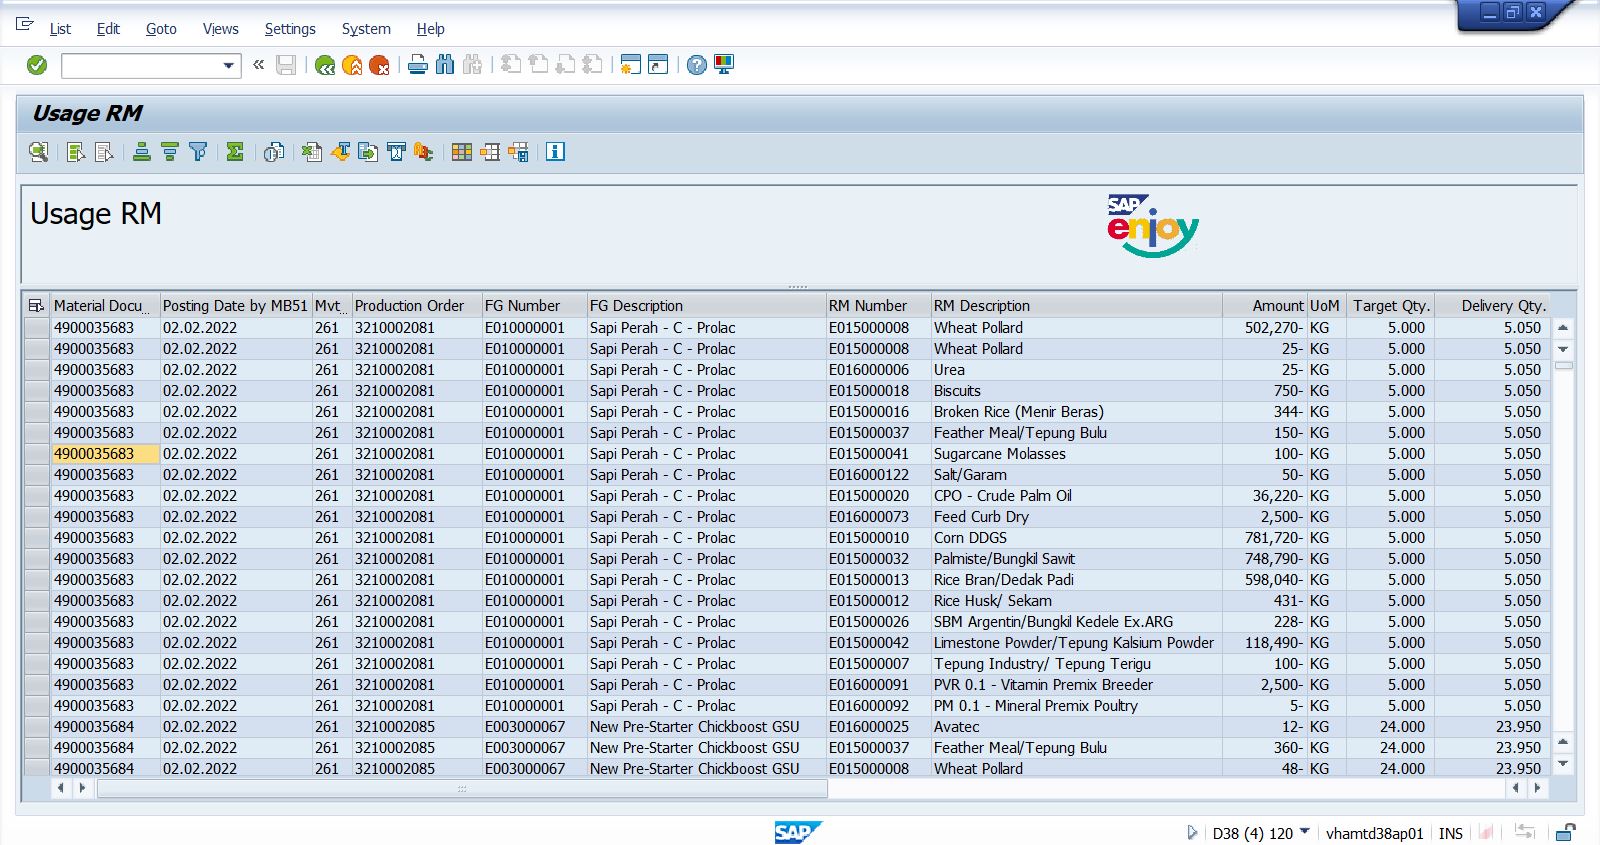 List Edit Goto Views Settings System Help
Usage RM
Usage RM
SAP
enjoy
Material Docu... Posting Date by MB51 Mvt... Production Order FG Number FG Description RM Number RM Description Amount UoM Target Qty. Delivery Qty.
4900035683 02.02.2022 261 3210002081 E010000001 Sapi Perah - C - Prolac E015000008 Wheat Pollard 502,270- KG 5.000 5.050
4900035683 02.02.2022 261 3210002081 E010000001 Sapi Perah - C - Prolac E015000008 Wheat Pollard 25- KG 5.000 5.050
4900035683 02.02.2022 261 3210002081 E010000001 Sapi Perah - C - Prolac E016000006 Urea 25- KG 5.000 5.050
4900035683 02.02.2022 261 3210002081 E010000001 Sapi Perah - C - Prolac E015000018 Biscuits 750- KG 5.000 5.050
4900035683 02.02.2022 261 3210002081 E010000001 Sapi Perah - C - Prolac E015000016 Broken Rice (Menir Beras) 344- KG 5.000 5.050
4900035683 02.02.2022 261 3210002081 E010000001 Sapi Perah - C - Prolac E015000037 Feather Meal/Tepung Bulu 150- KG 5.000 5.050
4900035683 02.02.2022 261 3210002081 E010000001 Sapi Perah - C - Prolac E015000041 Sugarcane Molasses 100- KG 5.000 5.050
4900035683 02.02.2022 261 3210002081 E010000001 Sapi Perah - C - Prolac E016000122 Salt/Garam 50- KG 5.000 5.050
4900035683 02.02.2022 261 3210002081 E010000001 Sapi Perah - C - Prolac E015000020 CPO - Crude Palm Oil 36,220- KG 5.000 5.050
4900035683 02.02.2022 261 3210002081 E010000001 Sapi Perah - C - Prolac E016000073 Feed Curb Dry 2,500- KG 5.000 5.050
4900035683 02.02.2022 261 3210002081 E010000001 Sapi Perah - C - Prolac E015000010 Corn DDGS 781,720- KG 5.000 5.050
4900035683 02.02.2022 261 3210002081 E010000001 Sapi Perah - C - Prolac E015000032 Palmiste/Bungkil Sawit 748,790- KG 5.000 5.050
4900035683 02.02.2022 261 3210002081 E010000001 Sapi Perah - C - Prolac E015000013 Rice Bran/Dedak Padi 598,040- KG 5.000 5.050
4900035683 02.02.2022 261 3210002081 E010000001 Sapi Perah - C - Prolac E015000012 Rice Husk/ Sekam 431- KG 5.000 5.050
4900035683 02.02.2022 261 3210002081 E010000001 Sapi Perah - C - Prolac E015000026 SBM Argentin/Bungkil Kedele Ex.ARG 228- KG 5.000 5.050
4900035683 02.02.2022 261 3210002081 E010000001 Sapi Perah - C - Prolac E015000042 Limestone Powder/Tepung Kalsium Powder 118,490- KG 5.000 5.050
4900035683 02.02.2022 261 3210002081 E010000001 Sapi Perah - C - Prolac E015000007 Tepung Industry/ Tepung Terigu 100- KG 5.000 5.050
4900035683 02.02.2022 261 3210002081 E010000001 Sapi Perah - C - Prolac E016000091 PVR 0.1 - Vitamin Premix Breeder 2,500- KG 5.000 5.050
4900035683 02.02.2022 261 3210002081 E010000001 Sapi Perah - C - Prolac E016000092 PM 0.1 - Mineral Premix Poultry 5- KG 5.000 5.050
4900035684 02.02.2022 261 3210002085 E003000067 New Pre-Starter Chickboost GSU E016000025 Avatec 12- KG 24.000 23.950
4900035684 02.02.2022 261 3210002085 E003000067 New Pre-Starter Chickboost GSU E015000037 Feather Meal/Tepung Bulu 360- KG 24.000 23.950
4900035684 02.02.2022 261 3210002085 E003000067 New Pre-Starter Chickboost GSU E015000008 Wheat Pollard 48- KG 24.000 23.950
SAP D38 (4) 120 vhamtd38ap01 INS